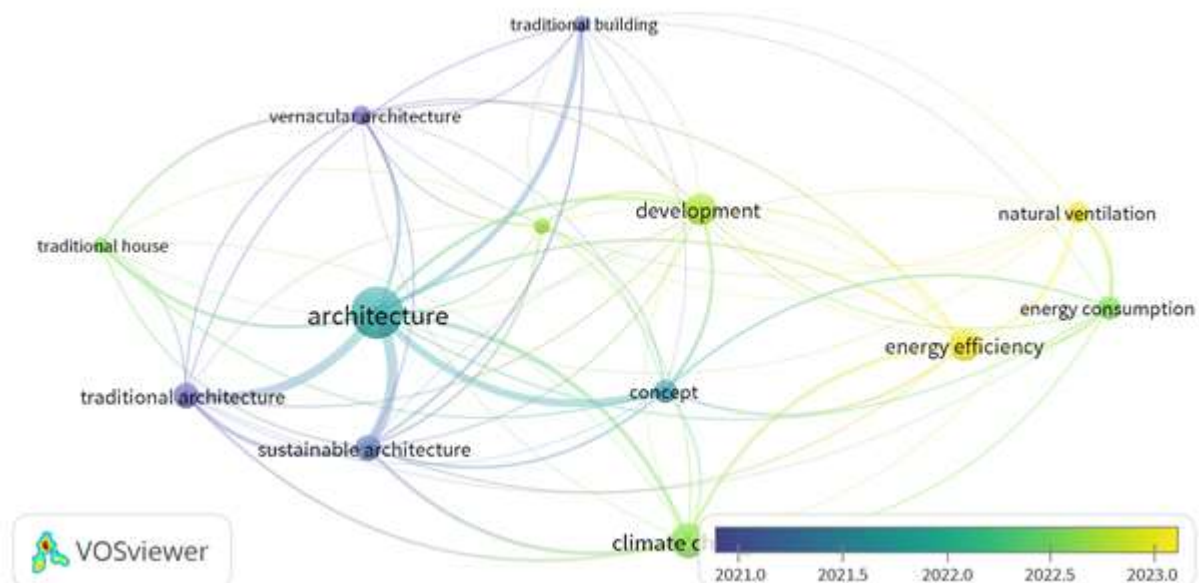 traditional building
vernacular architecture
development
natural ventilation
traditional house
energy consumption
architecture
energy efficiency
concept
traditional architecture
sustainable architecture
climate c
VOSviewer
2021.0 2021.5 2022.0 2022.5 2023.0